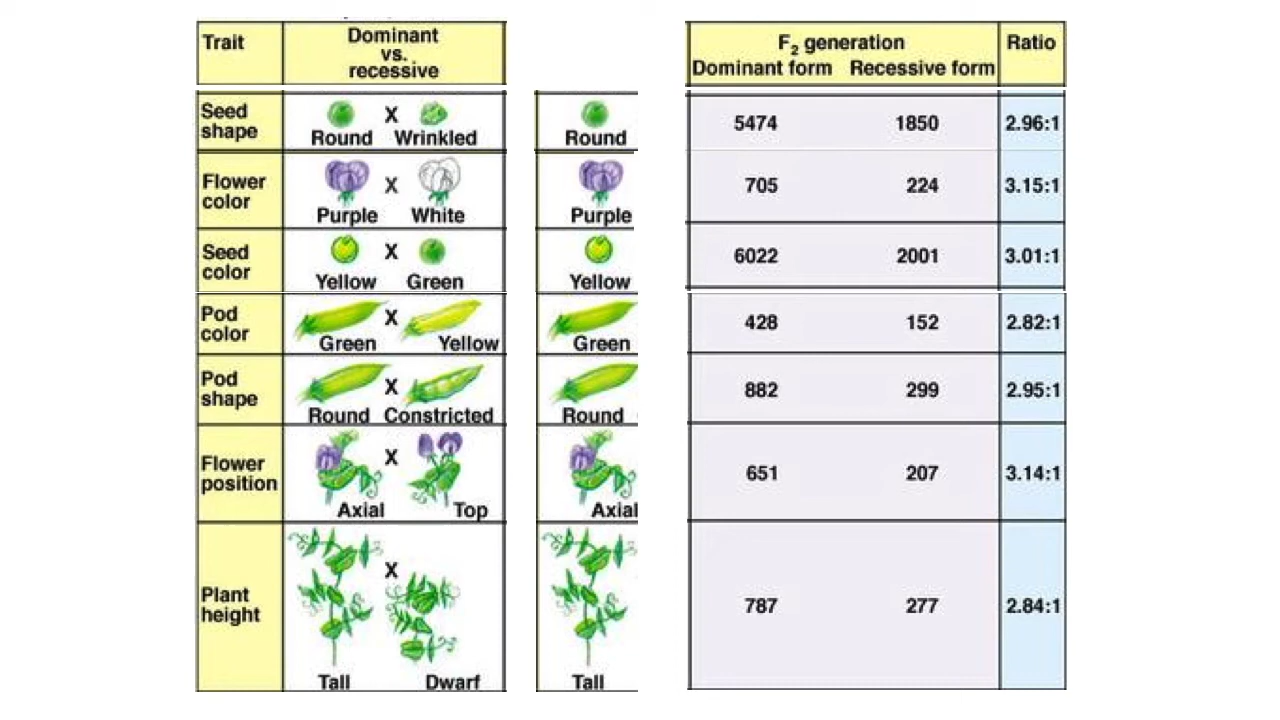 Trait
Dominant
vs.
recessive
F2 generation
Dominant form Recessive form
Ratio
Seed
shape
X
Round Wrinkled
Round
5474 1850 2.96:1
Flower
color
X
Purple White
Purple
705 224 3.15:1
Seed
color
X
Yellow Green
Yellow
6022 2001 3.01:1
Pod
color
X
Green Yellow
Green
428 152 2.82:1
Pod
shape
X
Round Constricted
Round
882 299 2.95:1
Flower
position
X
Axial Top
Axial
651 207 3.14:1
Plant
height
X
Tall Dwarf
Tall
787 277 2.84:1